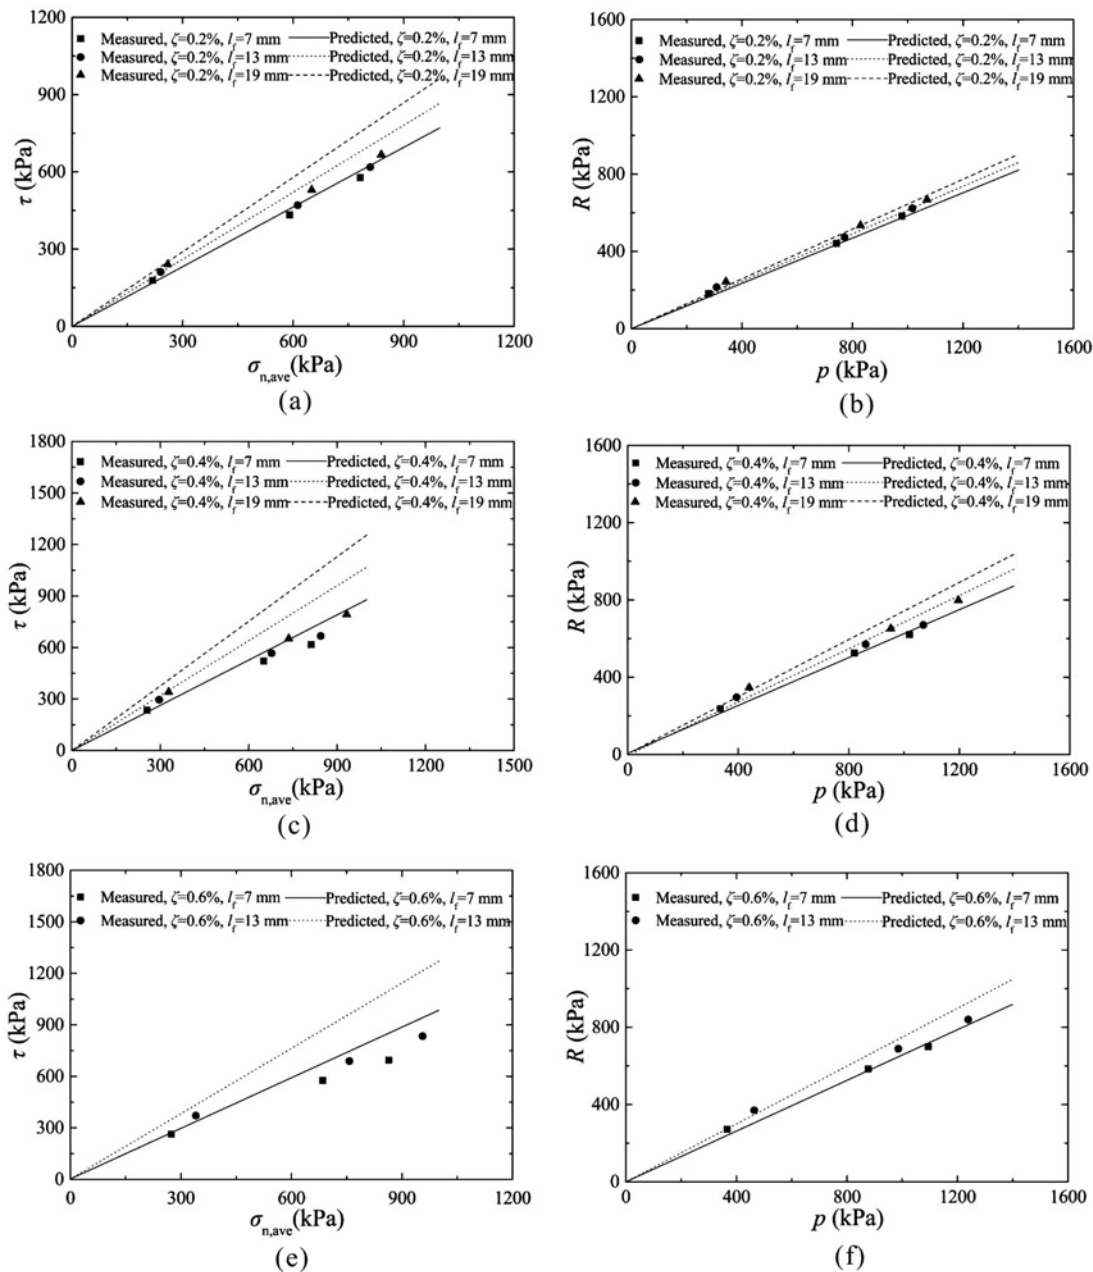 1200
900
600
300
0
τ (kPa)
Measured, ζ=0.2%, lf=7 mm Predicted, ζ=0.2%, lf=7 mm
Measured, ζ=0.2%, lf=13 mm Predicted, ζ=0.2%, lf=13 mm
Measured, ζ=0.2%, lf=19 mm Predicted, ζ=0.2%, lf=19 mm
0 300 600 900 1200
σn,ave(kPa)
(a)
1600
1200
800
400
0
R (kPa)
Measured, ζ=0.2%, lf=7 mm Predicted, ζ=0.2%, lf=7 mm
Measured, ζ=0.2%, lf=13 mm Predicted, ζ=0.2%, lf=13 mm
Measured, ζ=0.2%, lf=19 mm Predicted, ζ=0.2%, lf=19 mm
0 400 800 1200 1600
p (kPa)
(b)
1800
1500
1200
900
600
300
0
τ (kPa)
Measured, ζ=0.4%, lf=7 mm Predicted, ζ=0.4%, lf=7 mm
Measured, ζ=0.4%, lf=13 mm Predicted, ζ=0.4%, lf=13 mm
Measured, ζ=0.4%, lf=19 mm Predicted, ζ=0.4%, lf=19 mm
0 300 600 900 1200 1500
σn,ave(kPa)
(c)
1600
1200
800
400
0
R (kPa)
Measured, ζ=0.4%, lf=7 mm Predicted, ζ=0.4%, lf=7 mm
Measured, ζ=0.4%, lf=13 mm Predicted, ζ=0.4%, lf=13 mm
Measured, ζ=0.4%, lf=19 mm Predicted, ζ=0.4%, lf=19 mm
0 400 800 1200 1600
p (kPa)
(d)
1800
1500
1200
900
600
300
0
τ (kPa)
Measured, ζ=0.6%, lf=7 mm Predicted, ζ=0.6%, lf=7 mm
Measured, ζ=0.6%, lf=13 mm Predicted, ζ=0.6%, lf=13 mm
0 300 600 900 1200
σn,ave(kPa)
(e)
1600
1200
800
400
0
R (kPa)
Measured, ζ=0.6%, lf=7 mm Predicted, ζ=0.6%, lf=7 mm
Measured, ζ=0.6%, lf=13 mm Predicted, ζ=0.6%, lf=13 mm
0 400 800 1200 1600
p (kPa)
(f)